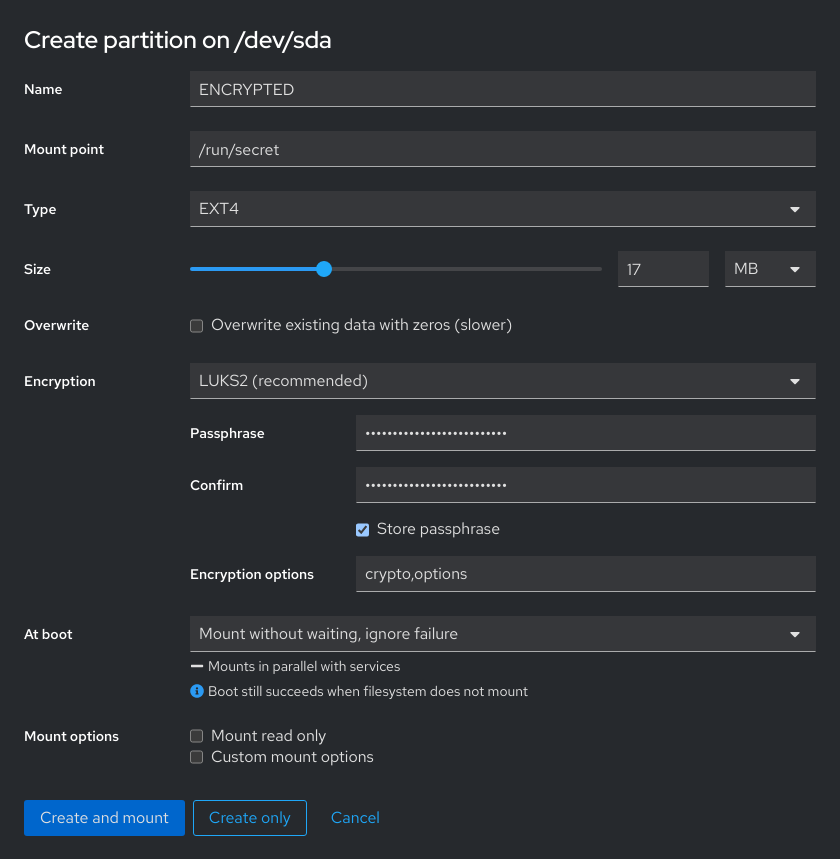 Create partition on /dev/sda
Name ENCRYPTED
Mount point /run/secret
Type EXT4
Size 17 MB
Overwrite Overwrite existing data with zeros (slower)
Encryption LUKS2 (recommended)
Passphrase ••••••••••••••••••••••••••
Confirm ••••••••••••••••••••••••••
Store passphrase
Encryption options crypto,options
At boot Mount without waiting, ignore failure
Mounts in parallel with services
Boot still succeeds when filesystem does not mount
Mount options Mount read only
Custom mount options
Create and mount Create only Cancel